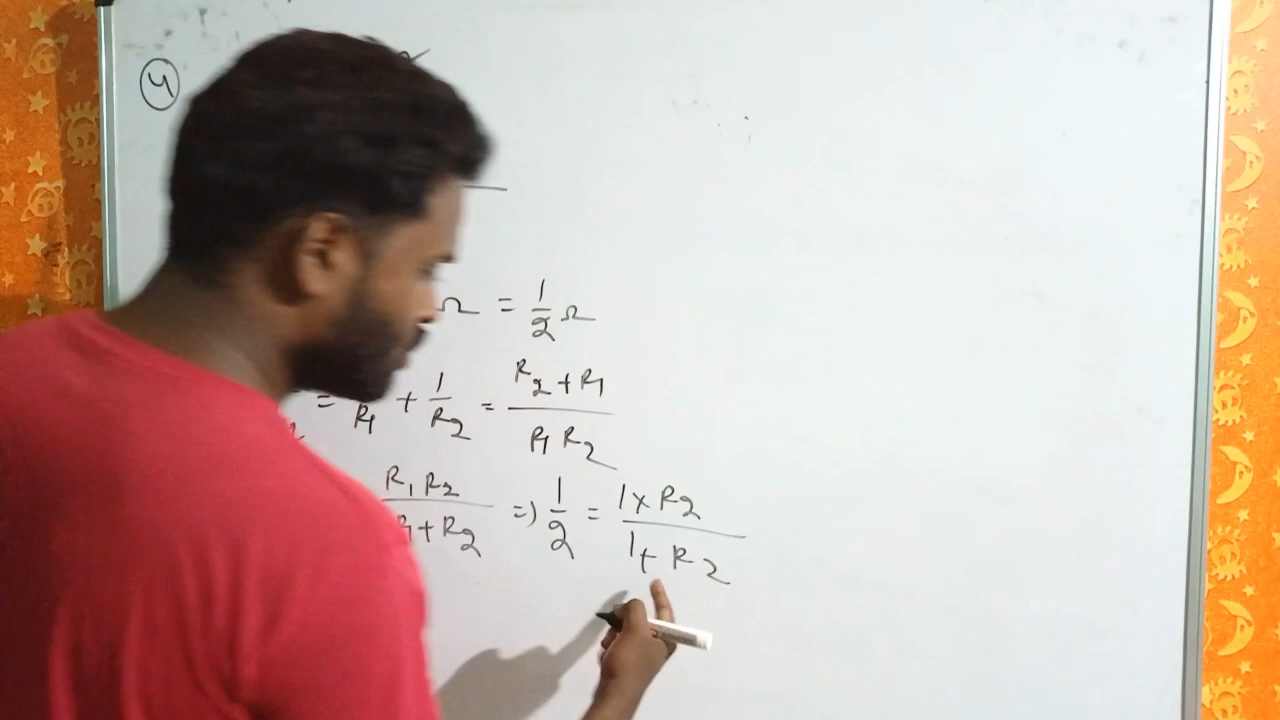 ④
Ω = 1/2 Ω
= 1/R1 + 1/R2 = R2 + R1 / R1 R2
R1 R2 / R1 + R2 => 1/2 = 1 x R2 / 1 + R2